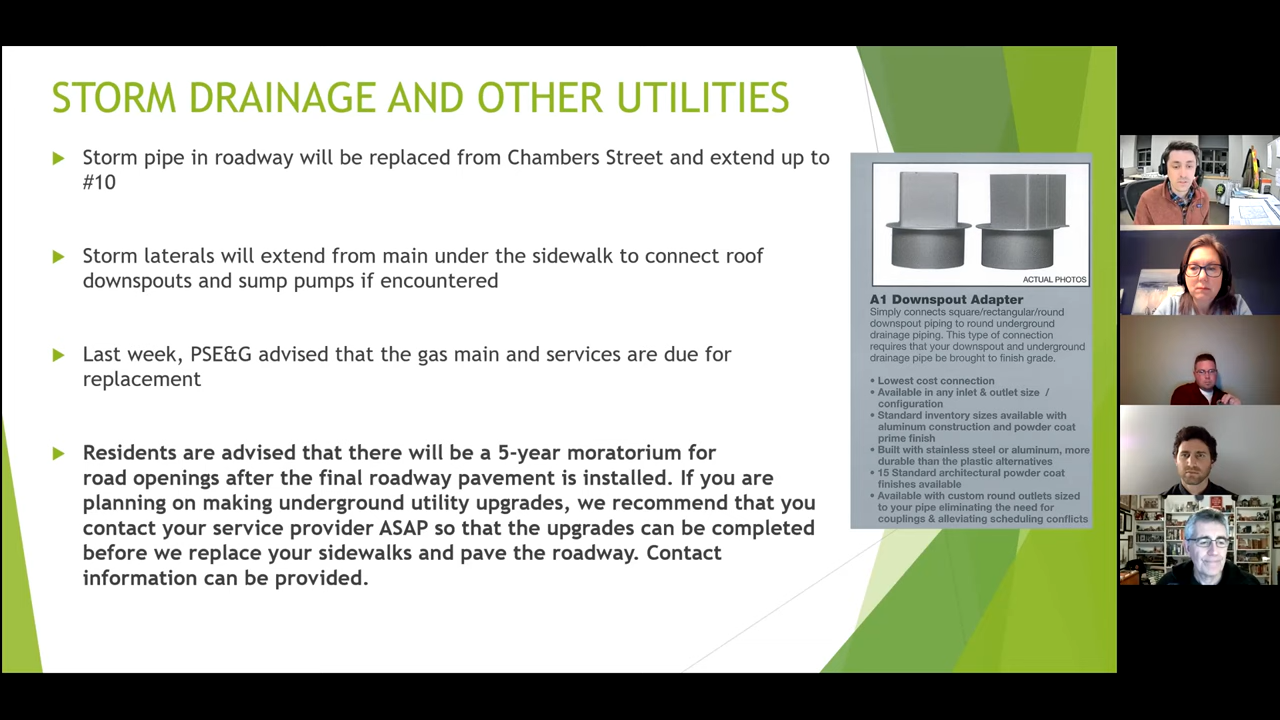 STORM DRAINAGE AND OTHER UTILITIES
Storm pipe in roadway will be replaced from Chambers Street and extend up to
#10
Storm laterals will extend from main under the sidewalk to connect roof
downspouts and sump pumps if encountered
Last week, PSE&G advised that the gas main and services are due for
replacement
Residents are advised that there will be a 5-year moratorium for
road openings after the final roadway pavement is installed. If you are
planning on making underground utility upgrades, we recommend that you
contact your service provider ASAP so that the upgrades can be completed
before we replace your sidewalks and pave the roadway. Contact
information can be provided.
ACTUAL PHOTOS
A1 Downspout Adapter
Simply connects square/rectangular/round
downspout piping to round underground
drainage piping. This type of connection
requires that your downspout and underground
drainage pipe be brought to finish grade.
• Lowest cost connection
• Available in any inlet & outlet size /
configuration
• Standard inventory sizes available with
aluminum construction and powder coat
prime finish
• Built with stainless steel or aluminum, more
durable than the plastic alternatives
• 15 Standard architectural powder coat
finishes available
• Available with custom round outlets sized
to your pipe eliminating the need for
couplings & alleviating scheduling conflicts